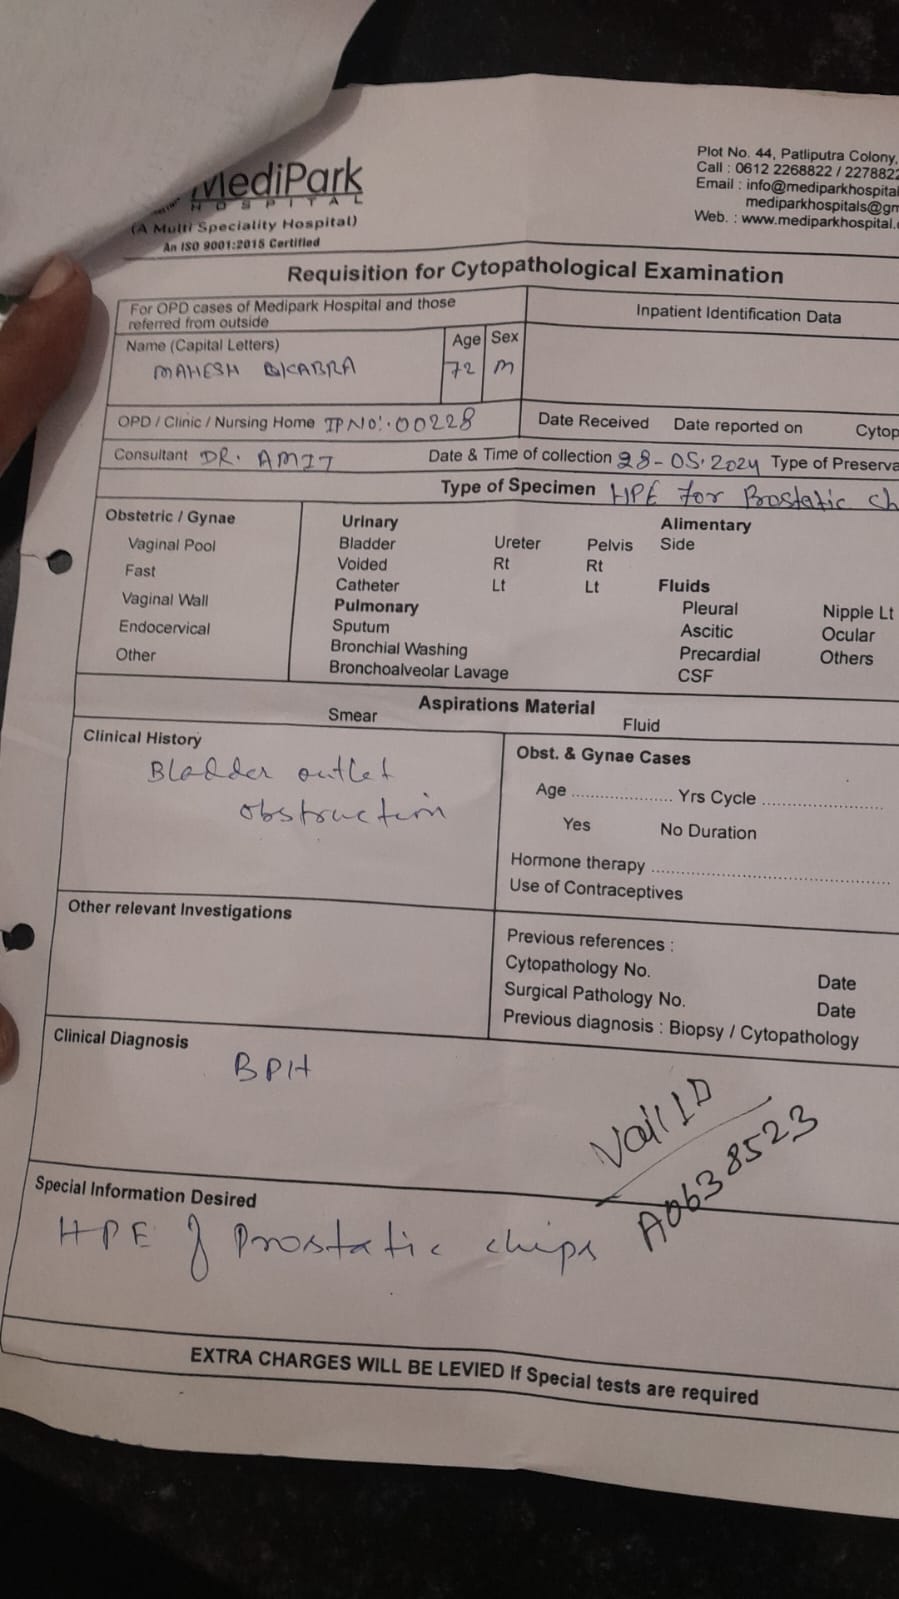 MediPark
HOSPITAL
(A Multi Speciality Hospital)
An ISO 9001:2015 Certified
Plot No. 44, Patliputra Colony,
Call : 0612 2268822 / 2278822
Email : info@mediparkhospital
mediparkhospitals@gm
Web. : www.mediparkhospital.
Requisition for Cytopathological Examination
For OPD cases of Medipark Hospital and those
referred from outside
Inpatient Identification Data
Name (Capital Letters) Age Sex
MAHESH KABRA 72 M
OPD / Clinic / Nursing Home IP NO:-00228
Date Received Date reported on Cytop
Consultant DR. AMIT Date & Time of collection 28-05-2024 Type of Preserva
Type of Specimen HPE for Prostatic ch
Obstetric / Gynae Urinary Alimentary
Vaginal Pool Bladder Ureter Pelvis Side
Fast Voided Rt Rt
Vaginal Wall Catheter Lt Lt Fluids
Pulmonary Pleural Nipple Lt
Endocervical Sputum Ascitic Ocular
Other Bronchial Washing Precardial Others
Bronchoalveolar Lavage CSF
Aspirations Material
Smear Fluid
Clinical History
Bladder outlet
obstruction
Obst. & Gynae Cases
Age .................... Yrs Cycle ......................
Yes No Duration
Hormone therapy ...........................................
Use of Contraceptives
Other relevant Investigations
Previous references :
Cytopathology No. Date
Surgical Pathology No. Date
Previous diagnosis : Biopsy / Cytopathology
Clinical Diagnosis
BPH
A0638523
Special Information Desired
HPE of Prostatic chips
EXTRA CHARGES WILL BE LEVIED If Special tests are required